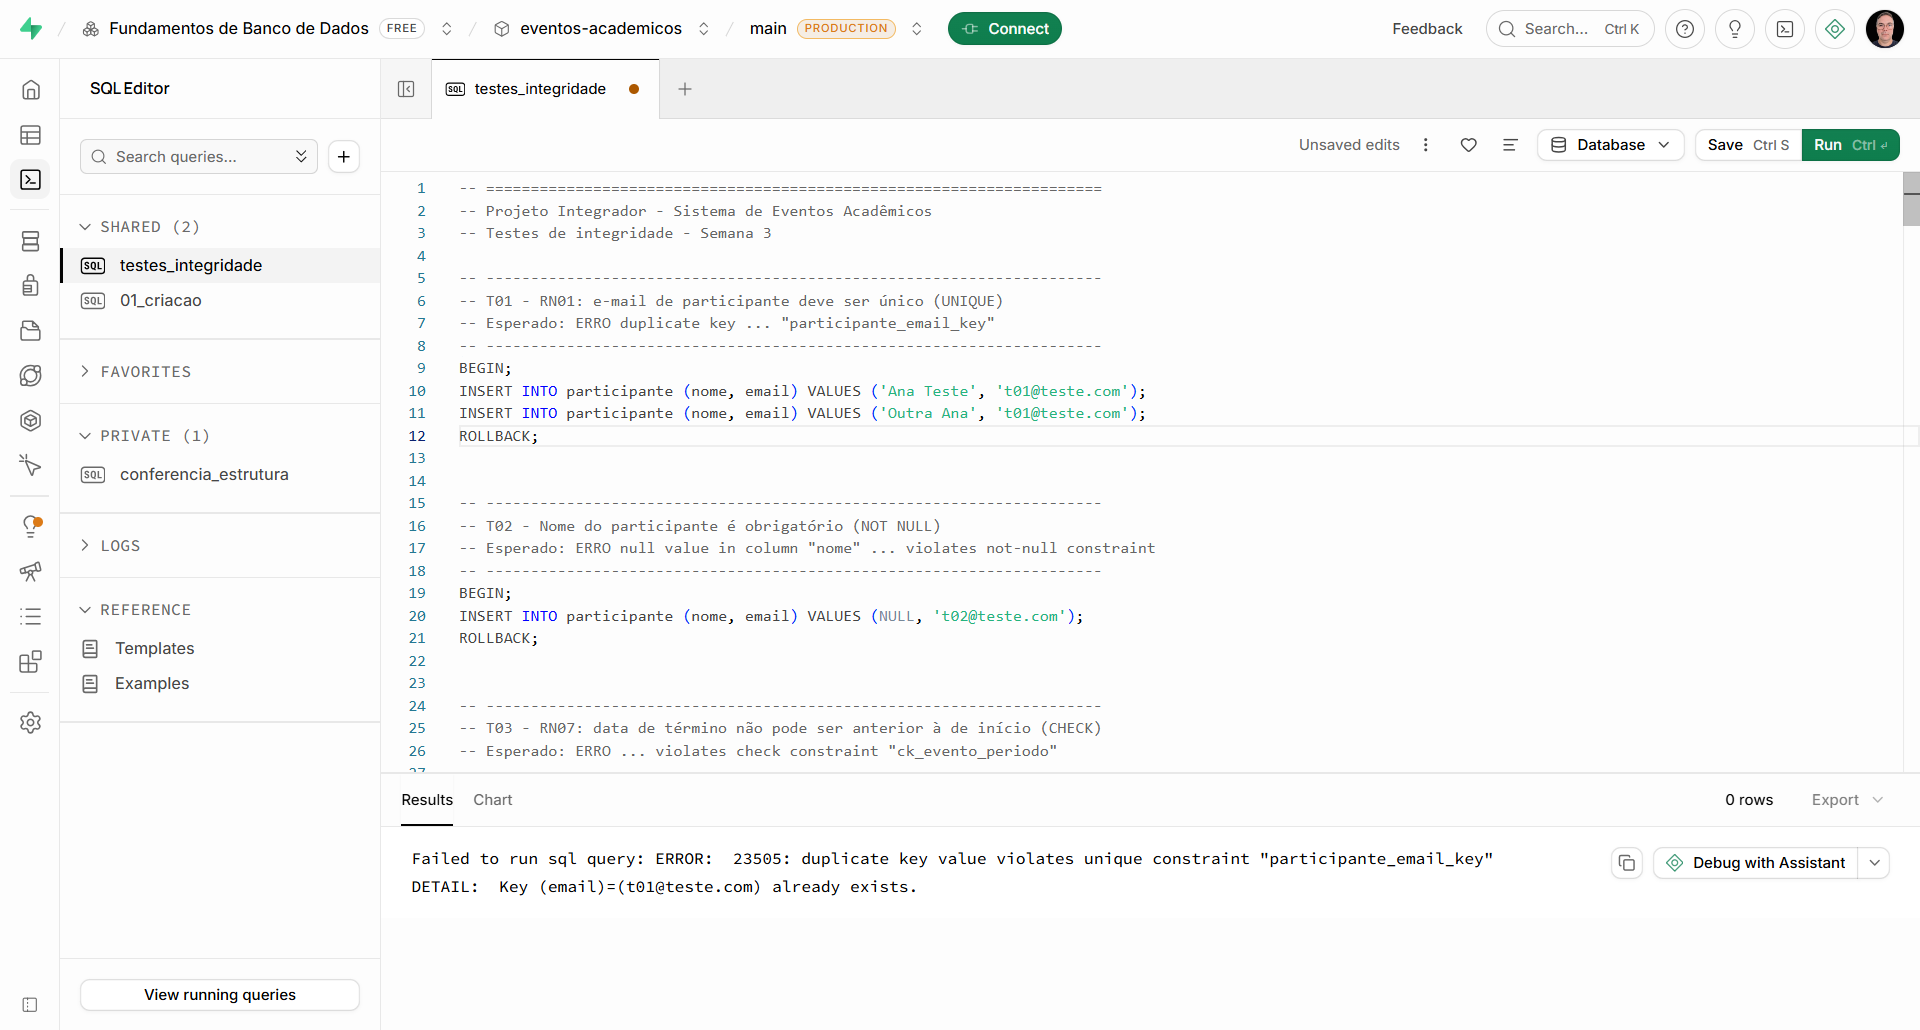 Fundamentos de Banco de Dados FREE eventos-academicos main PRODUCTION Connect Feedback Search... Ctrl K
SQL Editor
SQL testes_integridade
Search queries...
Unsaved edits Database Save Ctrl S Run Ctrl ↵
SHARED (2)
SQL testes_integridade
SQL 01_criacao
FAVORITES
PRIVATE (1)
SQL conferencia_estrutura
LOGS
REFERENCE
Templates
Examples
View running queries
1 -- =====================================================================
2 -- Projeto Integrador - Sistema de Eventos Acadêmicos
3 -- Testes de integridade - Semana 3
4
5 -- ---------------------------------------------------------------------
6 -- T01 - RN01: e-mail de participante deve ser único (UNIQUE)
7 -- Esperado: ERRO duplicate key ... "participante_email_key"
8 -- ---------------------------------------------------------------------
9 BEGIN;
10 INSERT INTO participante (nome, email) VALUES ('Ana Teste', 't01@teste.com');
11 INSERT INTO participante (nome, email) VALUES ('Outra Ana', 't01@teste.com');
12 ROLLBACK;
13
14
15 -- ---------------------------------------------------------------------
16 -- T02 - Nome do participante é obrigatório (NOT NULL)
17 -- Esperado: ERRO null value in column "nome" ... violates not-null constraint
18 -- ---------------------------------------------------------------------
19 BEGIN;
20 INSERT INTO participante (nome, email) VALUES (NULL, 't02@teste.com');
21 ROLLBACK;
22
23
24 -- ---------------------------------------------------------------------
25 -- T03 - RN07: data de término não pode ser anterior à de início (CHECK)
26 -- Esperado: ERRO ... violates check constraint "ck_evento_periodo"
Results Chart 0 rows Export
Failed to run sql query: ERROR:  23505: duplicate key value violates unique constraint "participante_email_key"
DETAIL:  Key (email)=(t01@teste.com) already exists.
Debug with Assistant